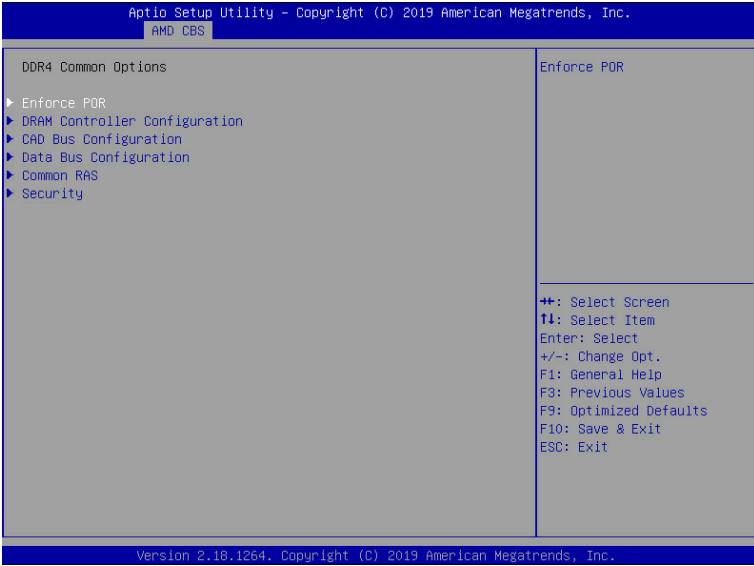 Aptio Setup Utility – Copyright (C) 2019 American Megatrends, Inc.
AMD CBS
DDR4 Common Options
Enforce POR
DRAM Controller Configuration
CAD Bus Configuration
Data Bus Configuration
Common RAS
Security
Enforce POR
→←: Select Screen
↑↓: Select Item
Enter: Select
+/-: Change Opt.
F1: General Help
F3: Previous Values
F9: Optimized Defaults
F10: Save & Exit
ESC: Exit
Version 2.18.1264. Copyright (C) 2019 American Megatrends, Inc.